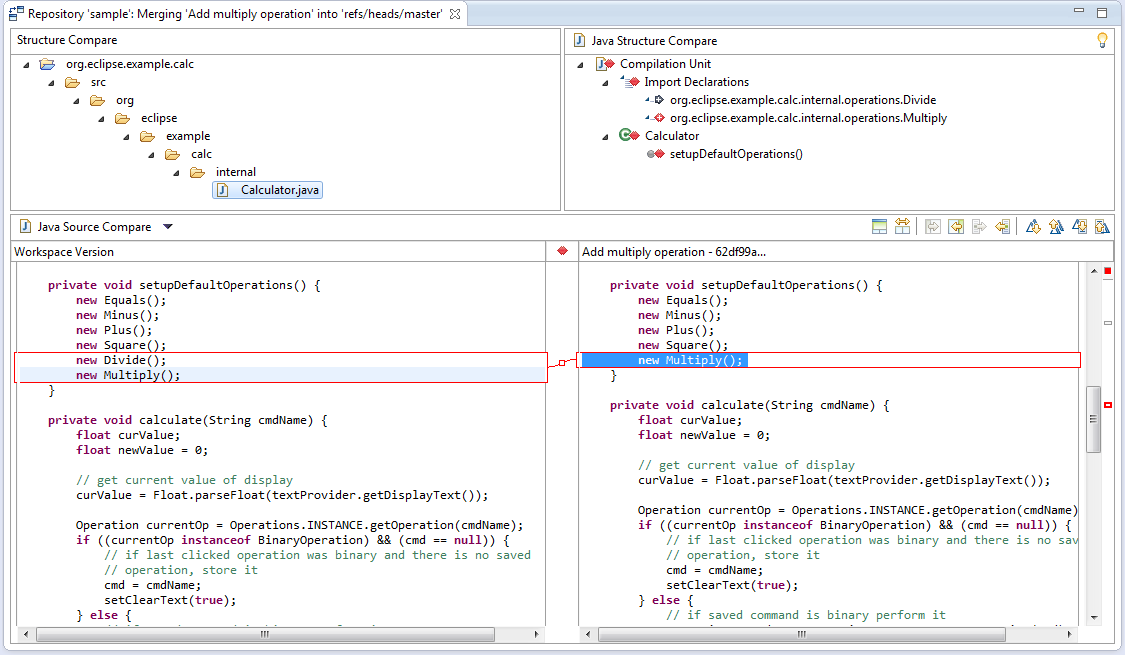 Repository 'sample': Merging 'Add multiply operation' into 'refs/heads/master'
Structure Compare
org.eclipse.example.calc
src
org
eclipse
example
calc
internal
Calculator.java
Java Structure Compare
Compilation Unit
Import Declarations
org.eclipse.example.calc.internal.operations.Divide
org.eclipse.example.calc.internal.operations.Multiply
Calculator
setupDefaultOperations()
Java Source Compare
Workspace Version
private void setupDefaultOperations() {
new Equals();
new Minus();
new Plus();
new Square();
new Divide();
new Multiply();
}
private void calculate(String cmdName) {
float curValue;
float newValue = 0;
// get current value of display
curValue = Float.parseFloat(textProvider.getDisplayText());
Operation currentOp = Operations.INSTANCE.getOperation(cmdName);
if ((currentOp instanceof BinaryOperation) && (cmd == null)) {
// if last clicked operation was binary and there is no saved
// operation, store it
cmd = cmdName;
setClearText(true);
} else {
Add multiply operation - 62df99a...
private void setupDefaultOperations() {
new Equals();
new Minus();
new Plus();
new Square();
new Multiply();
}
private void calculate(String cmdName) {
float curValue;
float newValue = 0;
// get current value of display
curValue = Float.parseFloat(textProvider.getDisplayText());
Operation currentOp = Operations.INSTANCE.getOperation(cmdName)
if ((currentOp instanceof BinaryOperation) && (cmd == null)) {
// if last clicked operation was binary and there is no sav
// operation, store it
cmd = cmdName;
setClearText(true);
} else {
// if saved command is binary perform it